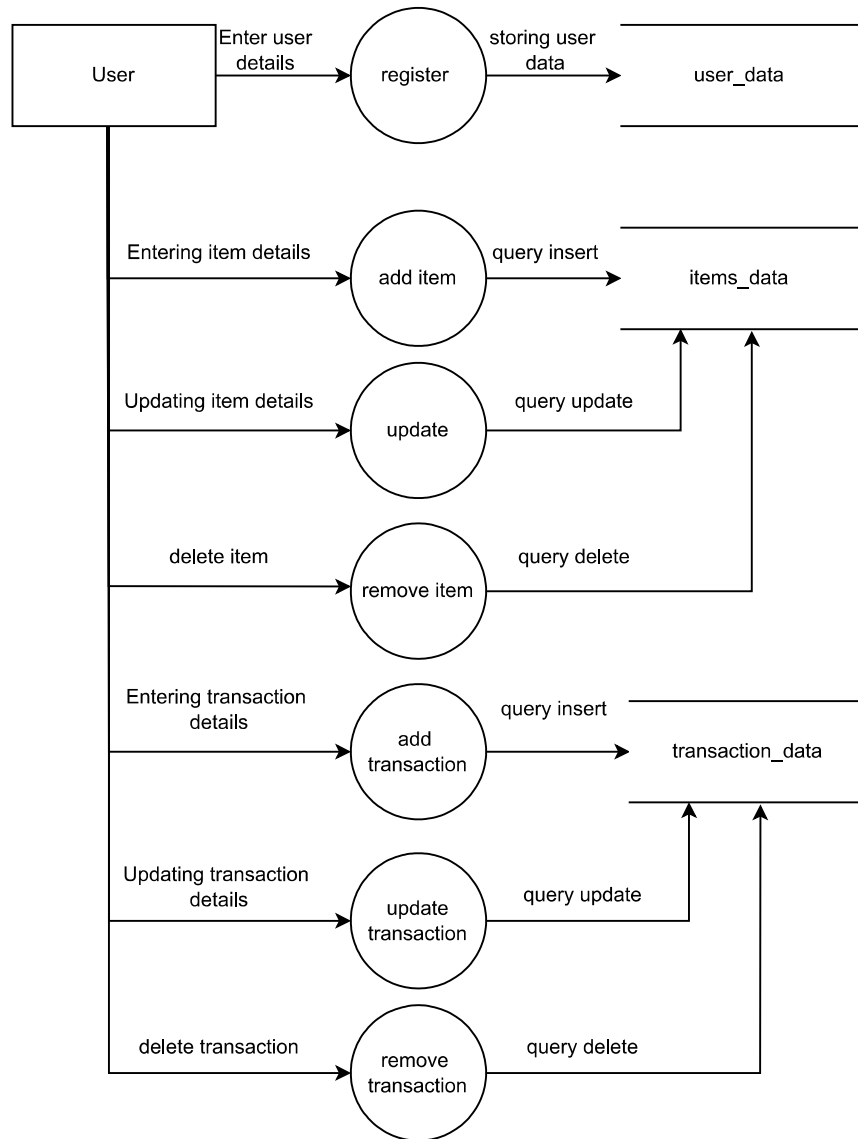 Enter user
details
storing user
data
User
register
user_data
Entering item details
query insert
add item
items_data
Updating item details
query update
update
delete item
query delete
remove item
Entering transaction
details
query insert
add
transaction
transaction_data
Updating transaction
details
query update
update
transaction
delete transaction
query delete
remove
transaction